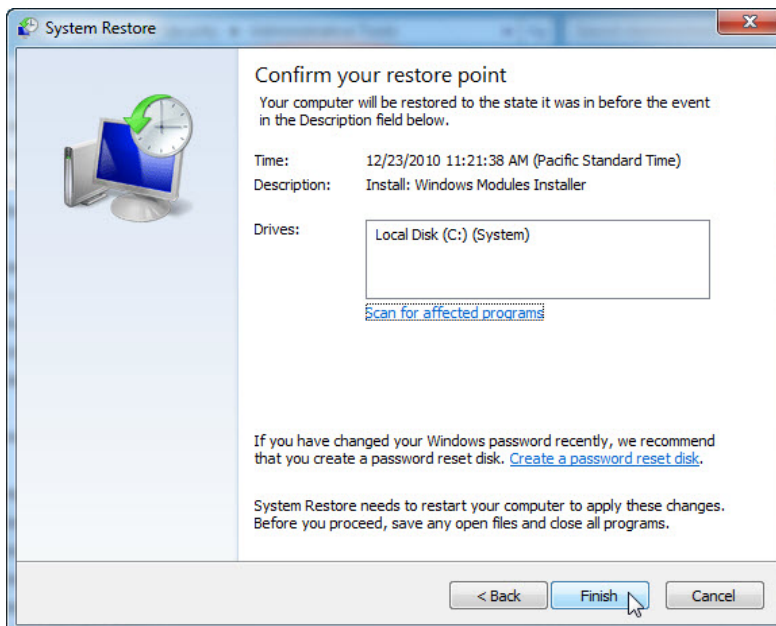 System Restore
Confirm your restore point
Your computer will be restored to the state it was in before the event
in the Description field below.
Time: 12/23/2010 11:21:38 AM (Pacific Standard Time)
Description: Install: Windows Modules Installer
Drives: Local Disk (C:) (System)
Scan for affected programs
If you have changed your Windows password recently, we recommend
that you create a password reset disk. Create a password reset disk.
System Restore needs to restart your computer to apply these changes.
Before you proceed, save any open files and close all programs.
< Back Finish Cancel